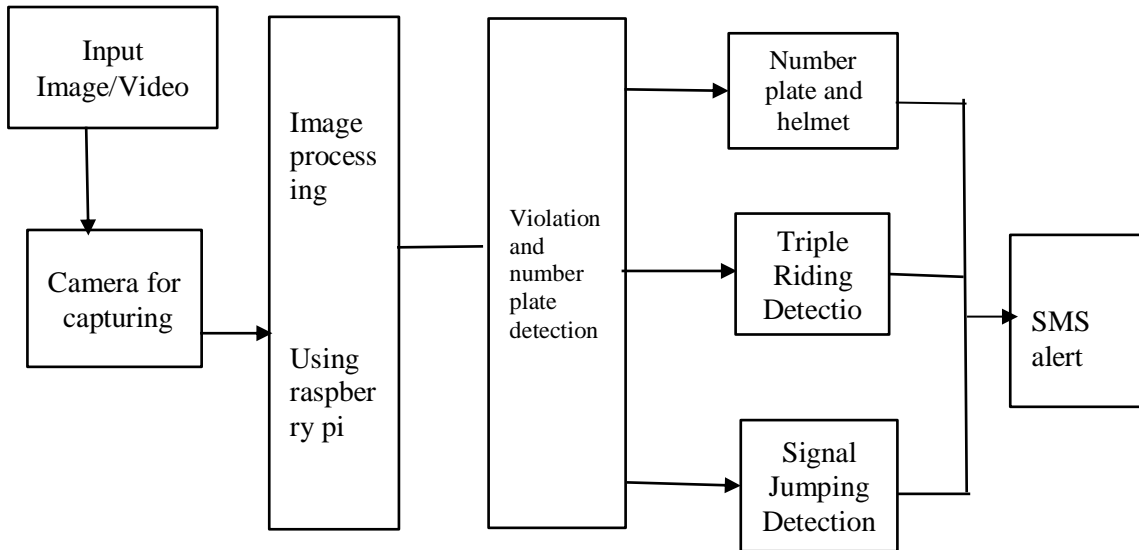 Input
Image/Video
Camera for
capturing
Image
process
ing
Using
raspber
ry pi
Violation
and
number
plate
detection
Number
plate and
helmet
Triple
Riding
Detectio
Signal
Jumping
Detection
SMS
alert